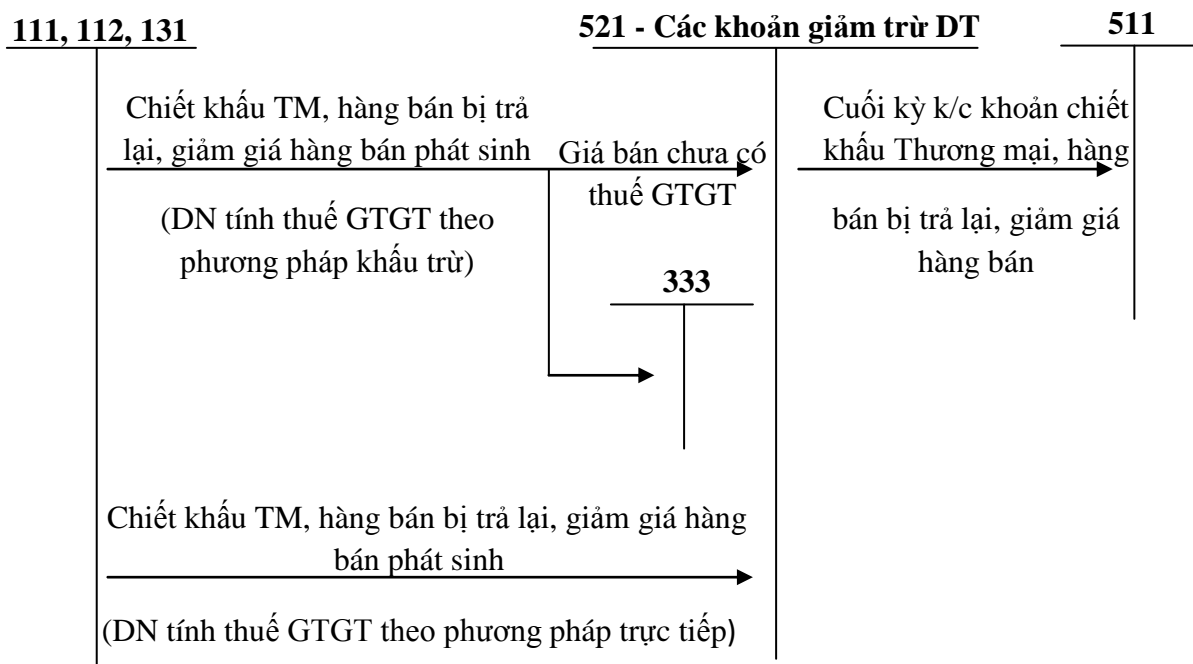 111, 112, 131
521 - Các khoản giảm trừ DT
511
Chiết khấu TM, hàng bán bị trả
lại, giảm giá hàng bán phát sinh
(DN tính thuế GTGT theo
phương pháp khấu trừ)
Giá bán chưa có
thuế GTGT
Cuối kỳ k/c khoản chiết
khấu Thương mại, hàng
bán bị trả lại, giảm giá
hàng bán
333
Chiết khấu TM, hàng bán bị trả lại, giảm giá hàng
bán phát sinh
(DN tính thuế GTGT theo phương pháp trực tiếp)